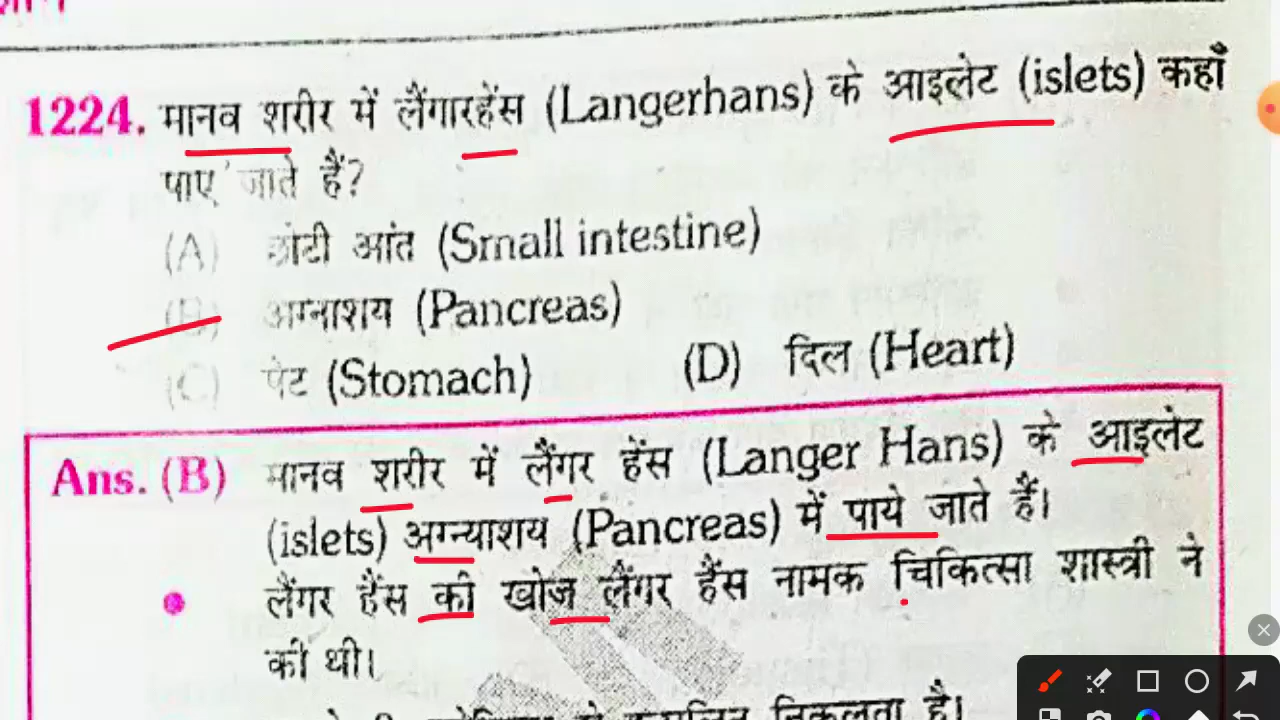 1224. मानव शरीर में लैंगारहेंस (Langerhans) के आइलेट (islets) कहाँ
पाए जाते हैं?
(A) छोटी आंत (Small intestine)
(B) अग्नाशय (Pancreas)
(C) पेट (Stomach) (D) दिल (Heart)
Ans. (B) मानव शरीर में लैंगर हेंस (Langer Hans) के आइलेट
(islets) अग्न्याशय (Pancreas) में पाये जाते हैं।
• लैंगर हैंस की खोज लैंगर हैंस नामक चिकित्सा शास्त्री ने
की थी।
निकलता है।